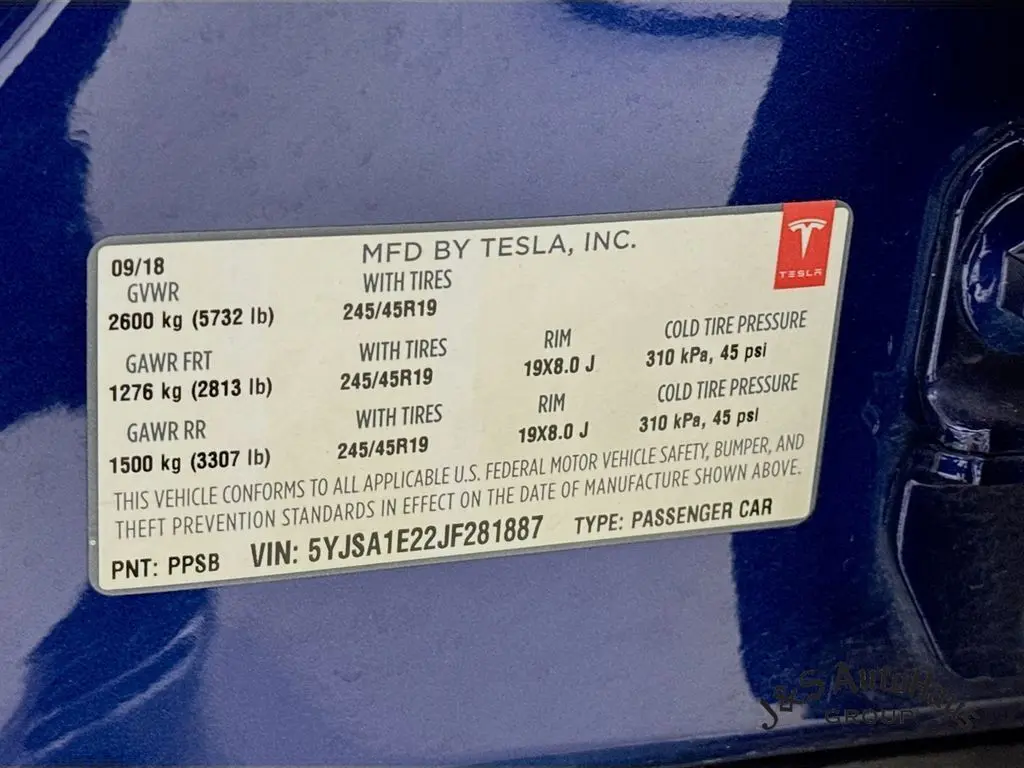 MFD BY TESLA, INC.
TESLA
09/18
GVWR WITH TIRES
2600 kg (5732 lb) 245/45R19
GAWR FRT WITH TIRES RIM COLD TIRE PRESSURE
1276 kg (2813 lb) 245/45R19 19X8.0 J 310 kPa, 45 psi
GAWR RR WITH TIRES RIM COLD TIRE PRESSURE
1500 kg (3307 lb) 245/45R19 19X8.0 J 310 kPa, 45 psi
THIS VEHICLE CONFORMS TO ALL APPLICABLE U.S. FEDERAL MOTOR VEHICLE SAFETY, BUMPER, AND
THEFT PREVENTION STANDARDS IN EFFECT ON THE DATE OF MANUFACTURE SHOWN ABOVE.
PNT: PPSB VIN: 5YJSA1E22JF281887 TYPE: PASSENGER CAR
GROUP